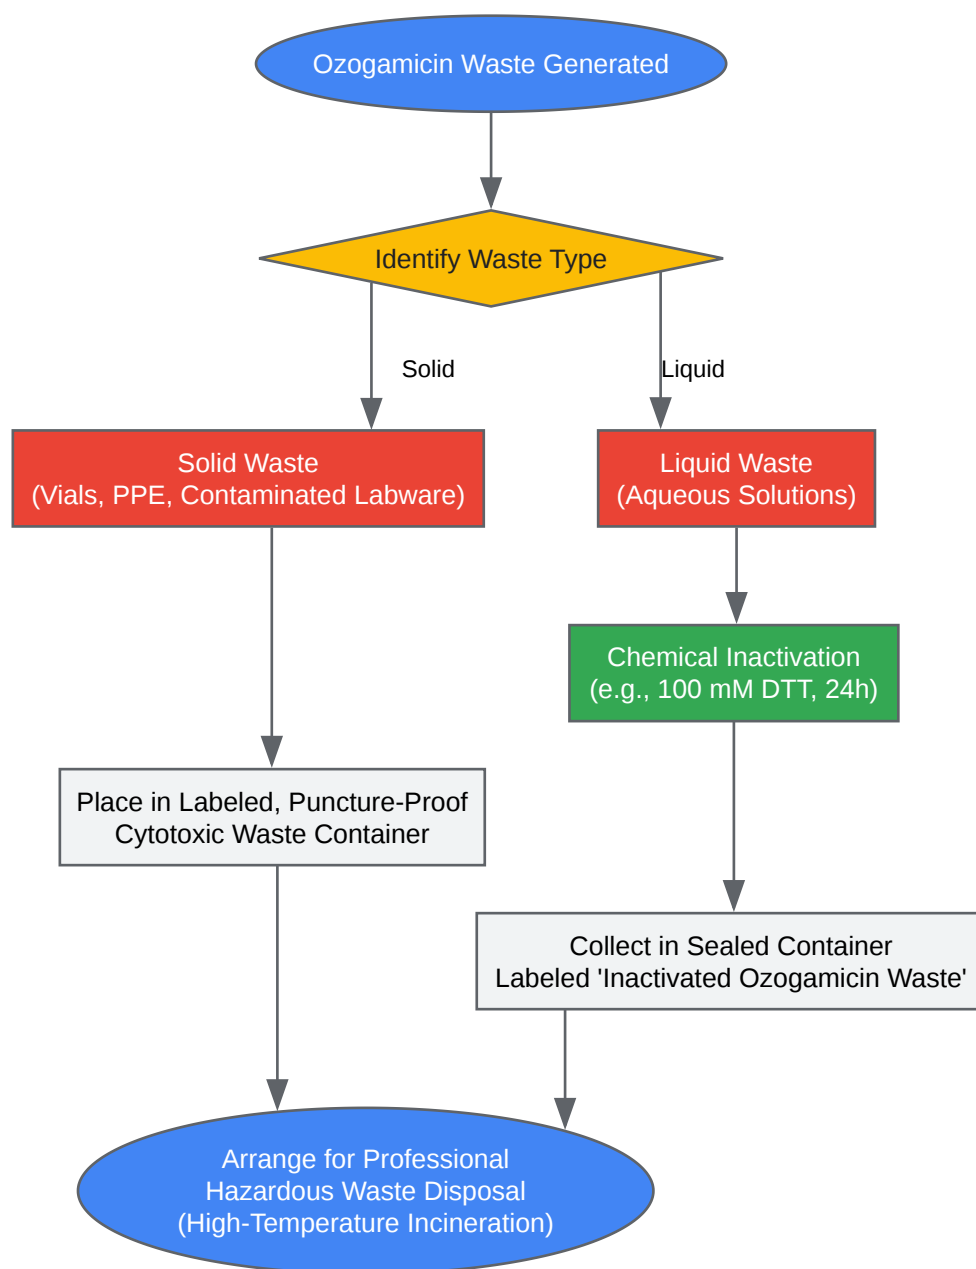 Ozogamicin Waste Generated
Identify Waste Type
Solid
Liquid
Solid Waste
(Vials, PPE, Contaminated Labware)
Liquid Waste
(Aqueous Solutions)
Chemical Inactivation
(e.g., 100 mM DTT, 24h)
Place in Labeled, Puncture-Proof
Cytotoxic Waste Container
Collect in Sealed Container
Labeled 'Inactivated Ozogamicin Waste'
Arrange for Professional
Hazardous Waste Disposal
(High-Temperature Incineration)